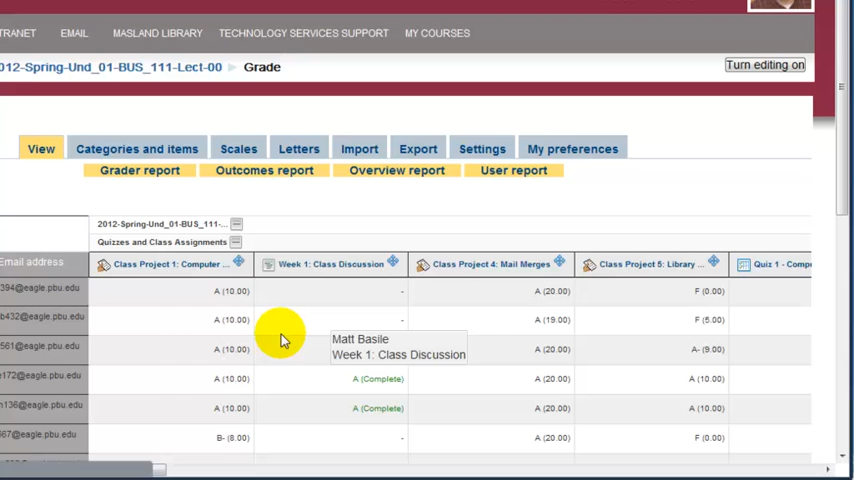 TRANET EMAIL MASLAND LIBRARY TECHNOLOGY SERVICES SUPPORT MY COURSES
012-Spring-Und_01-BUS_111-Lect-00 Grade Turn editing on
View Categories and items Scales Letters Import Export Settings My preferences
Grader report Outcomes report Overview report User report
2012-Spring-Und_01-BUS_111-...
Quizzes and Class Assignments
Email address Class Project 1: Computer ... Week 1: Class Discussion Class Project 4: Mail Merges Class Project 5: Library ... Quiz 1 - Comp
394@eagle.pbu.edu A (10.00) - A (20.00) F (0.00)
b432@eagle.pbu.edu A (10.00) - A (19.00) F (5.00)
561@eagle.pbu.edu A (10.00) A (20.00) A- (9.00)
Matt Basile
Week 1: Class Discussion
e172@eagle.pbu.edu A (10.00) A (Complete) A (20.00) A (10.00)
n136@eagle.pbu.edu A (10.00) A (Complete) A (20.00) A (10.00)
667@eagle.pbu.edu B- (8.00) - A (20.00) F (0.00)